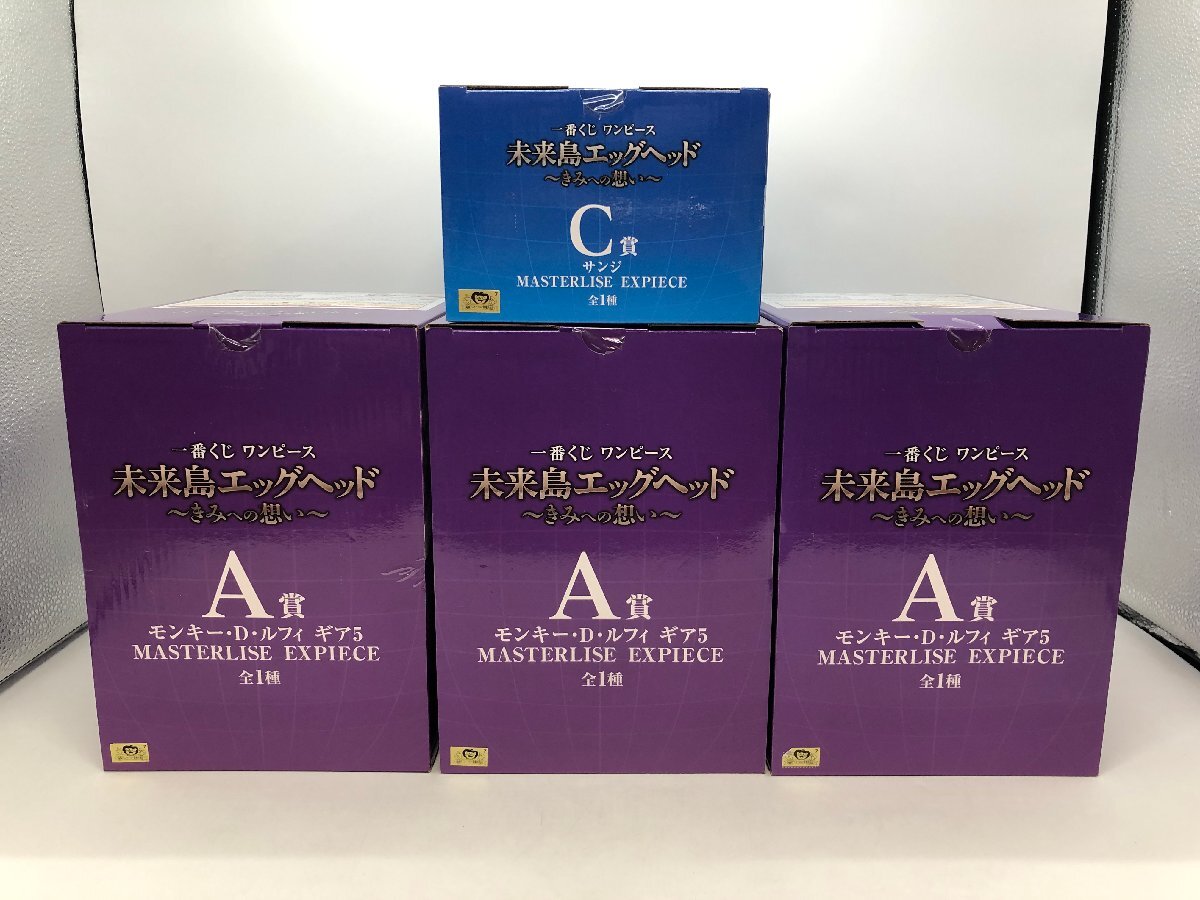 一番くじ ワンピース
未来島エッグヘッド
～きみへの想い～
C賞
サンジ
MASTERLISE EXPIECE
全1種
一番くじ ワンピース
未来島エッグヘッド
～きみへの想い～
A賞
モンキー・D・ルフィ ギア5
MASTERLISE EXPIECE
全1種
一番くじ ワンピース
未来島エッグヘッド
～きみへの想い～
A賞
モンキー・D・ルフィ ギア5
MASTERLISE EXPIECE
全1種
一番くじ ワンピース
未来島エッグヘッド
～きみへの想い～
A賞
モンキー・D・ルフィ ギア5
MASTERLISE EXPIECE
全1種